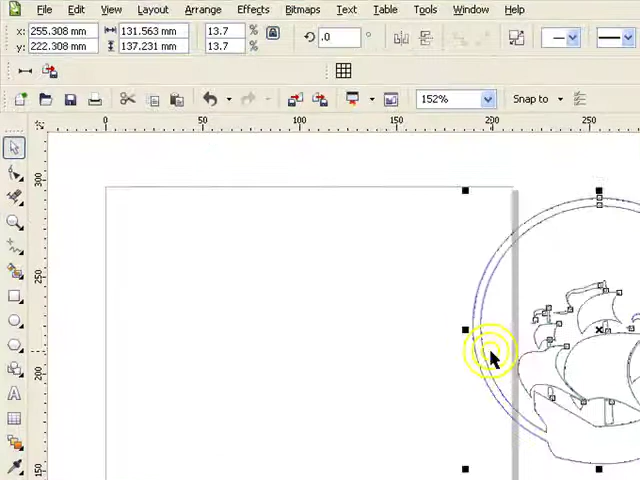 File Edit View Layout Arrange Effects Bitmaps Text Table Tools Window Help
x: 255.308 mm 131.563 mm 13.7 % .0 °
y: 222.308 mm 137.231 mm 13.7 %
152% Snap to
0 50 100 150 200 250
300
250
200
150